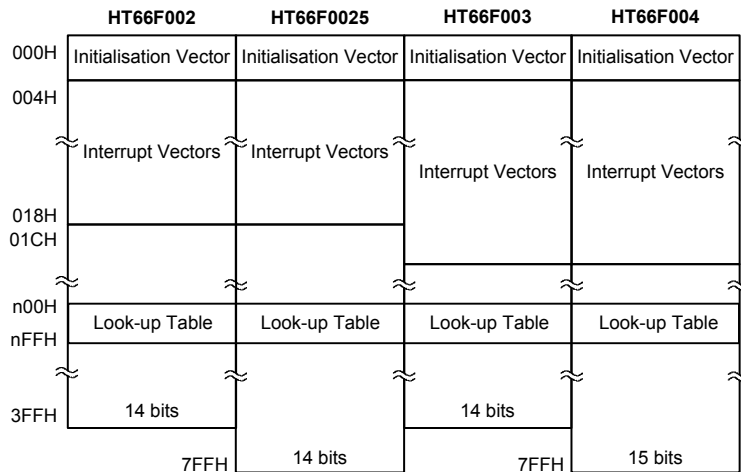 HT66F002 HT66F0025 HT66F003 HT66F004
000H Initialisation Vector Initialisation Vector Initialisation Vector Initialisation Vector
004H
Interrupt Vectors Interrupt Vectors
Interrupt Vectors Interrupt Vectors
018H
01CH
n00H
Look-up Table Look-up Table Look-up Table Look-up Table
nFFH
3FFH 14 bits 14 bits
7FFH 14 bits 7FFH 15 bits